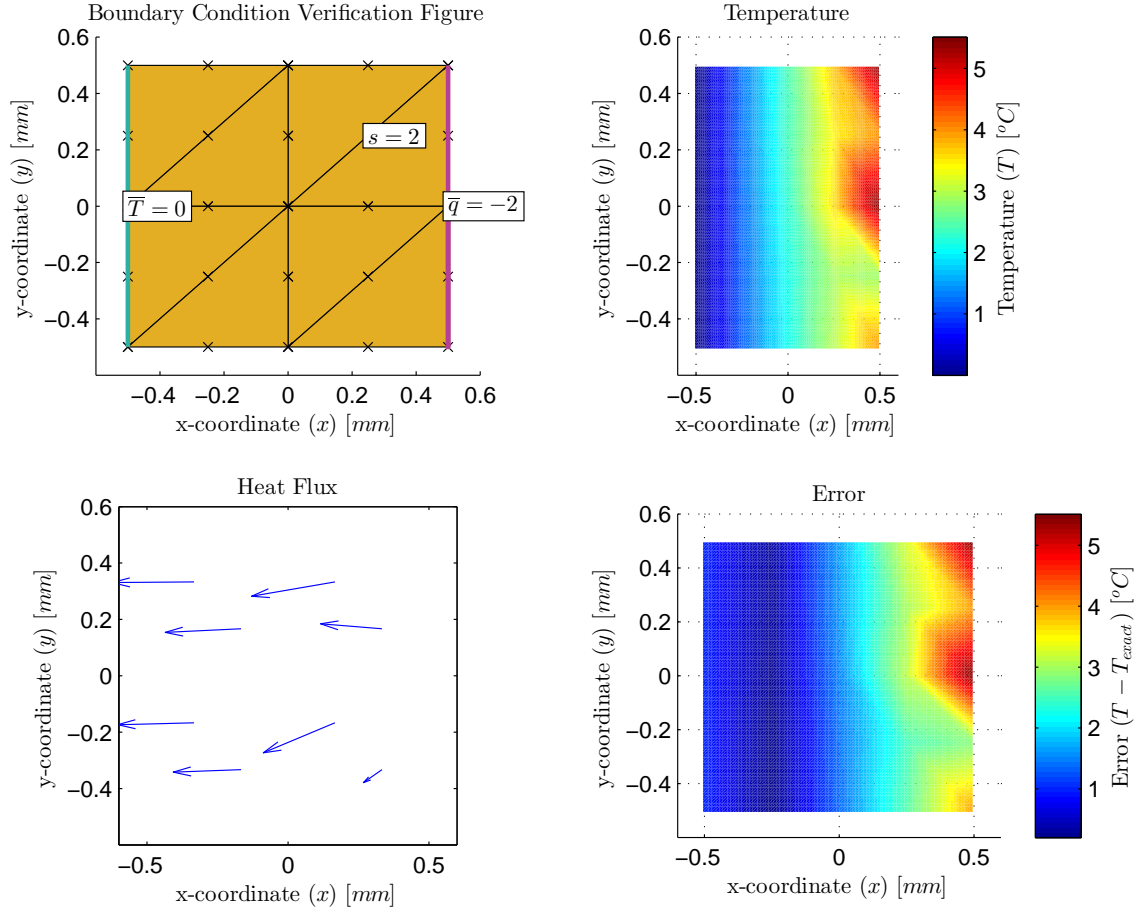 Boundary Condition Verification Figure
0.6
0.4
0.2
0
−0.2
−0.4
y-coordinate (y) [mm]
s = 2
T̅ = 0
q̅ = −2
−0.4 −0.2 0 0.2 0.4 0.6
x-coordinate (x) [mm]
Temperature
0.6
0.4
0.2
0
−0.2
−0.4
y-coordinate (y) [mm]
−0.5 0 0.5
x-coordinate (x) [mm]
5
4
3
2
1
Temperature (T) [°C]
Heat Flux
0.6
0.4
0.2
0
−0.2
−0.4
y-coordinate (y) [mm]
−0.5 0 0.5
x-coordinate (x) [mm]
Error
0.6
0.4
0.2
0
−0.2
−0.4
y-coordinate (y) [mm]
−0.5 0 0.5
x-coordinate (x) [mm]
5
4
3
2
1
Error (T − T_exact) [°C]